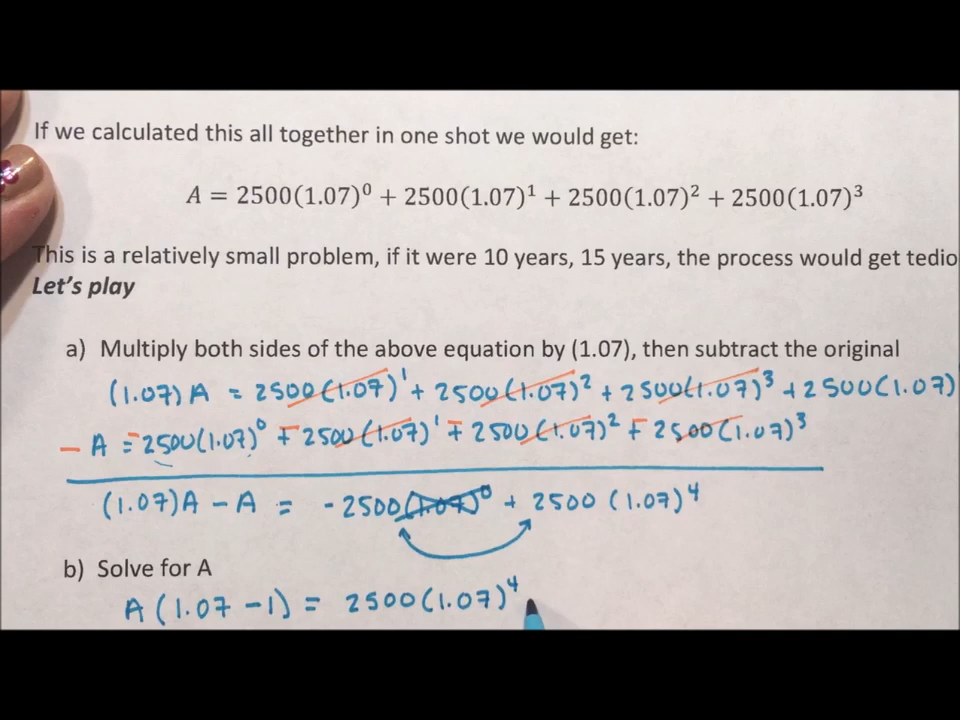 If we calculated this all together in one shot we would get:
A = 2500(1.07)⁰ + 2500(1.07)¹ + 2500(1.07)² + 2500(1.07)³
This is a relatively small problem, if it were 10 years, 15 years, the process would get tedio
Let's play
a) Multiply both sides of the above equation by (1.07), then subtract the original
(1.07)A = 2500(1.07)¹ + 2500(1.07)² + 2500(1.07)³ + 2500(1.07)
− A = −2500(1.07)⁰ ∓ 2500(1.07)¹ ∓ 2500(1.07)² ∓ 2500(1.07)³
(1.07)A − A = -2500(1.07)⁰ + 2500(1.07)⁴
b) Solve for A
A(1.07 −1) = 2500(1.07)⁴